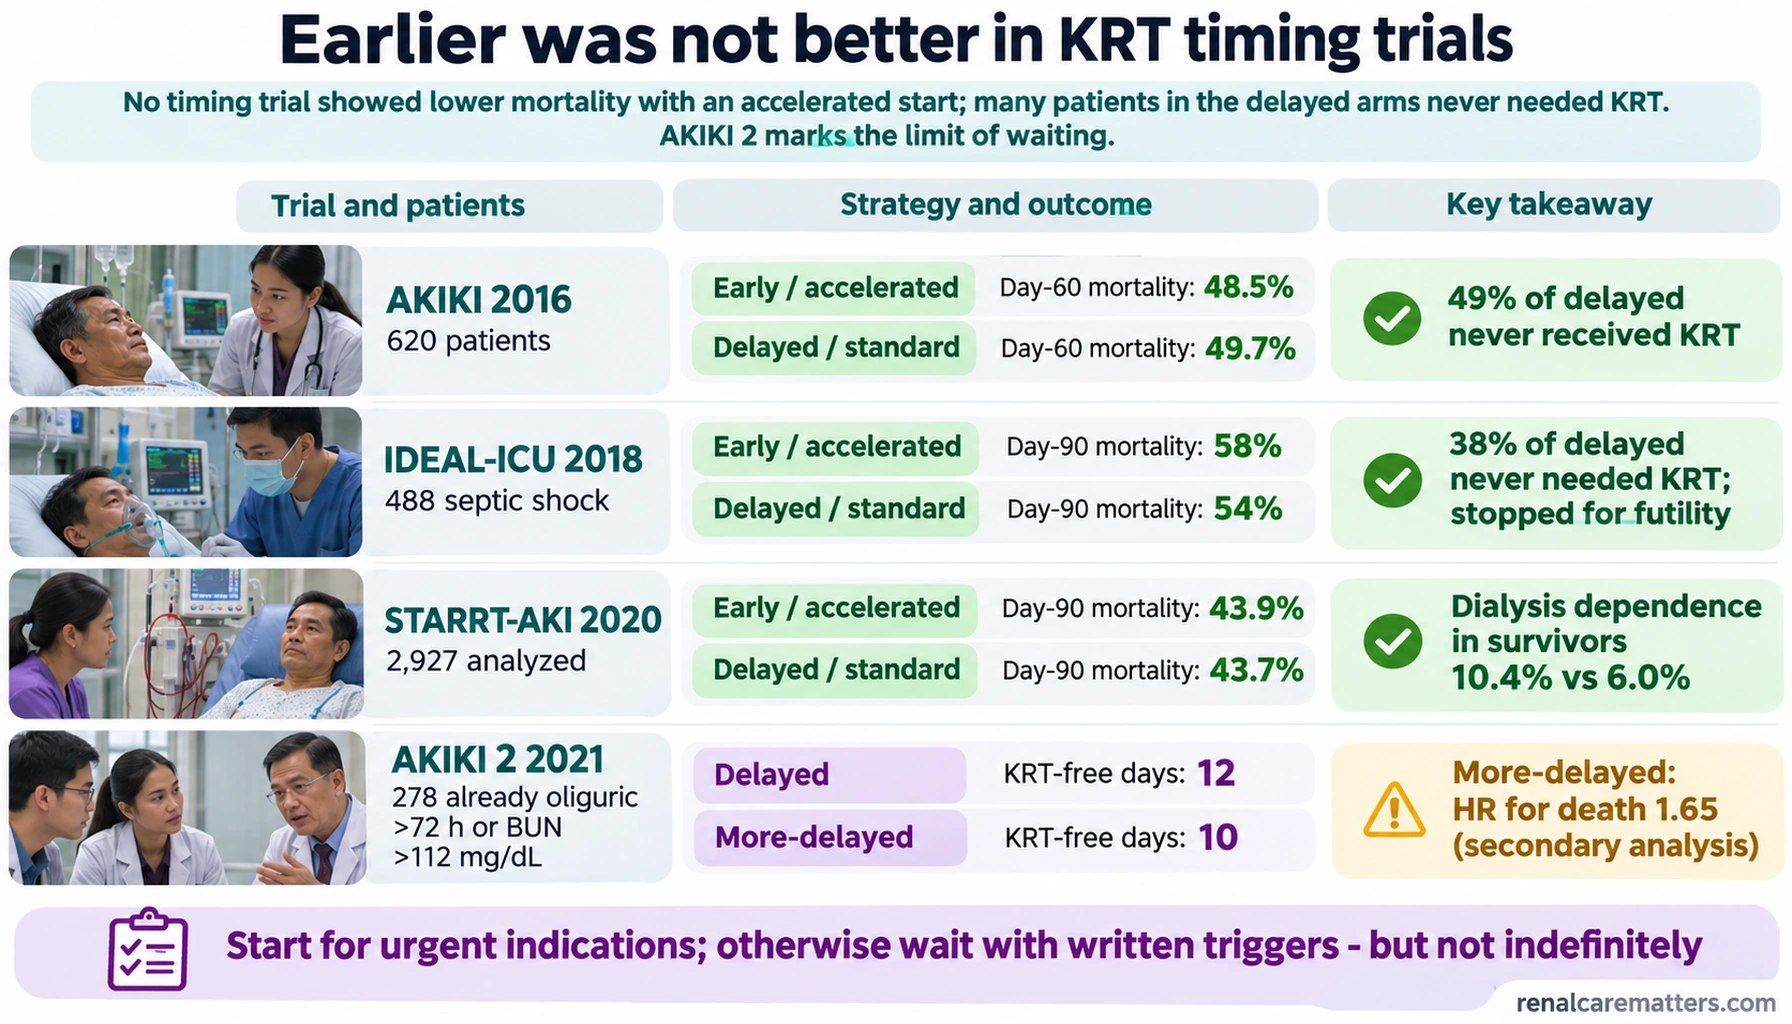 Earlier was not better in KRT timing trials
No timing trial showed lower mortality with an accelerated start; many patients in the delayed arms never needed KRT.
AKIKI 2 marks the limit of waiting.
Trial and patients
Strategy and outcome
Key takeaway
AKIKI 2016
620 patients
Early / accelerated
Day-60 mortality: 48.5%
Delayed / standard
Day-60 mortality: 49.7%
49% of delayed
never received KRT
IDEAL-ICU 2018
488 septic shock
Early / accelerated
Day-90 mortality: 58%
Delayed / standard
Day-90 mortality: 54%
38% of delayed
never needed KRT;
stopped for futility
STARRT-AKI 2020
2,927 analyzed
Early / accelerated
Day-90 mortality: 43.9%
Delayed / standard
Day-90 mortality: 43.7%
Dialysis dependence
in survivors
10.4% vs 6.0%
AKIKI 2 2021
278 already oliguric
>72 h or BUN
>112 mg/dL
Delayed
KRT-free days: 12
More-delayed
KRT-free days: 10
More-delayed:
HR for death 1.65
(secondary analysis)
Start for urgent indications; otherwise wait with written triggers - but not indefinitely
renalcarematters.com